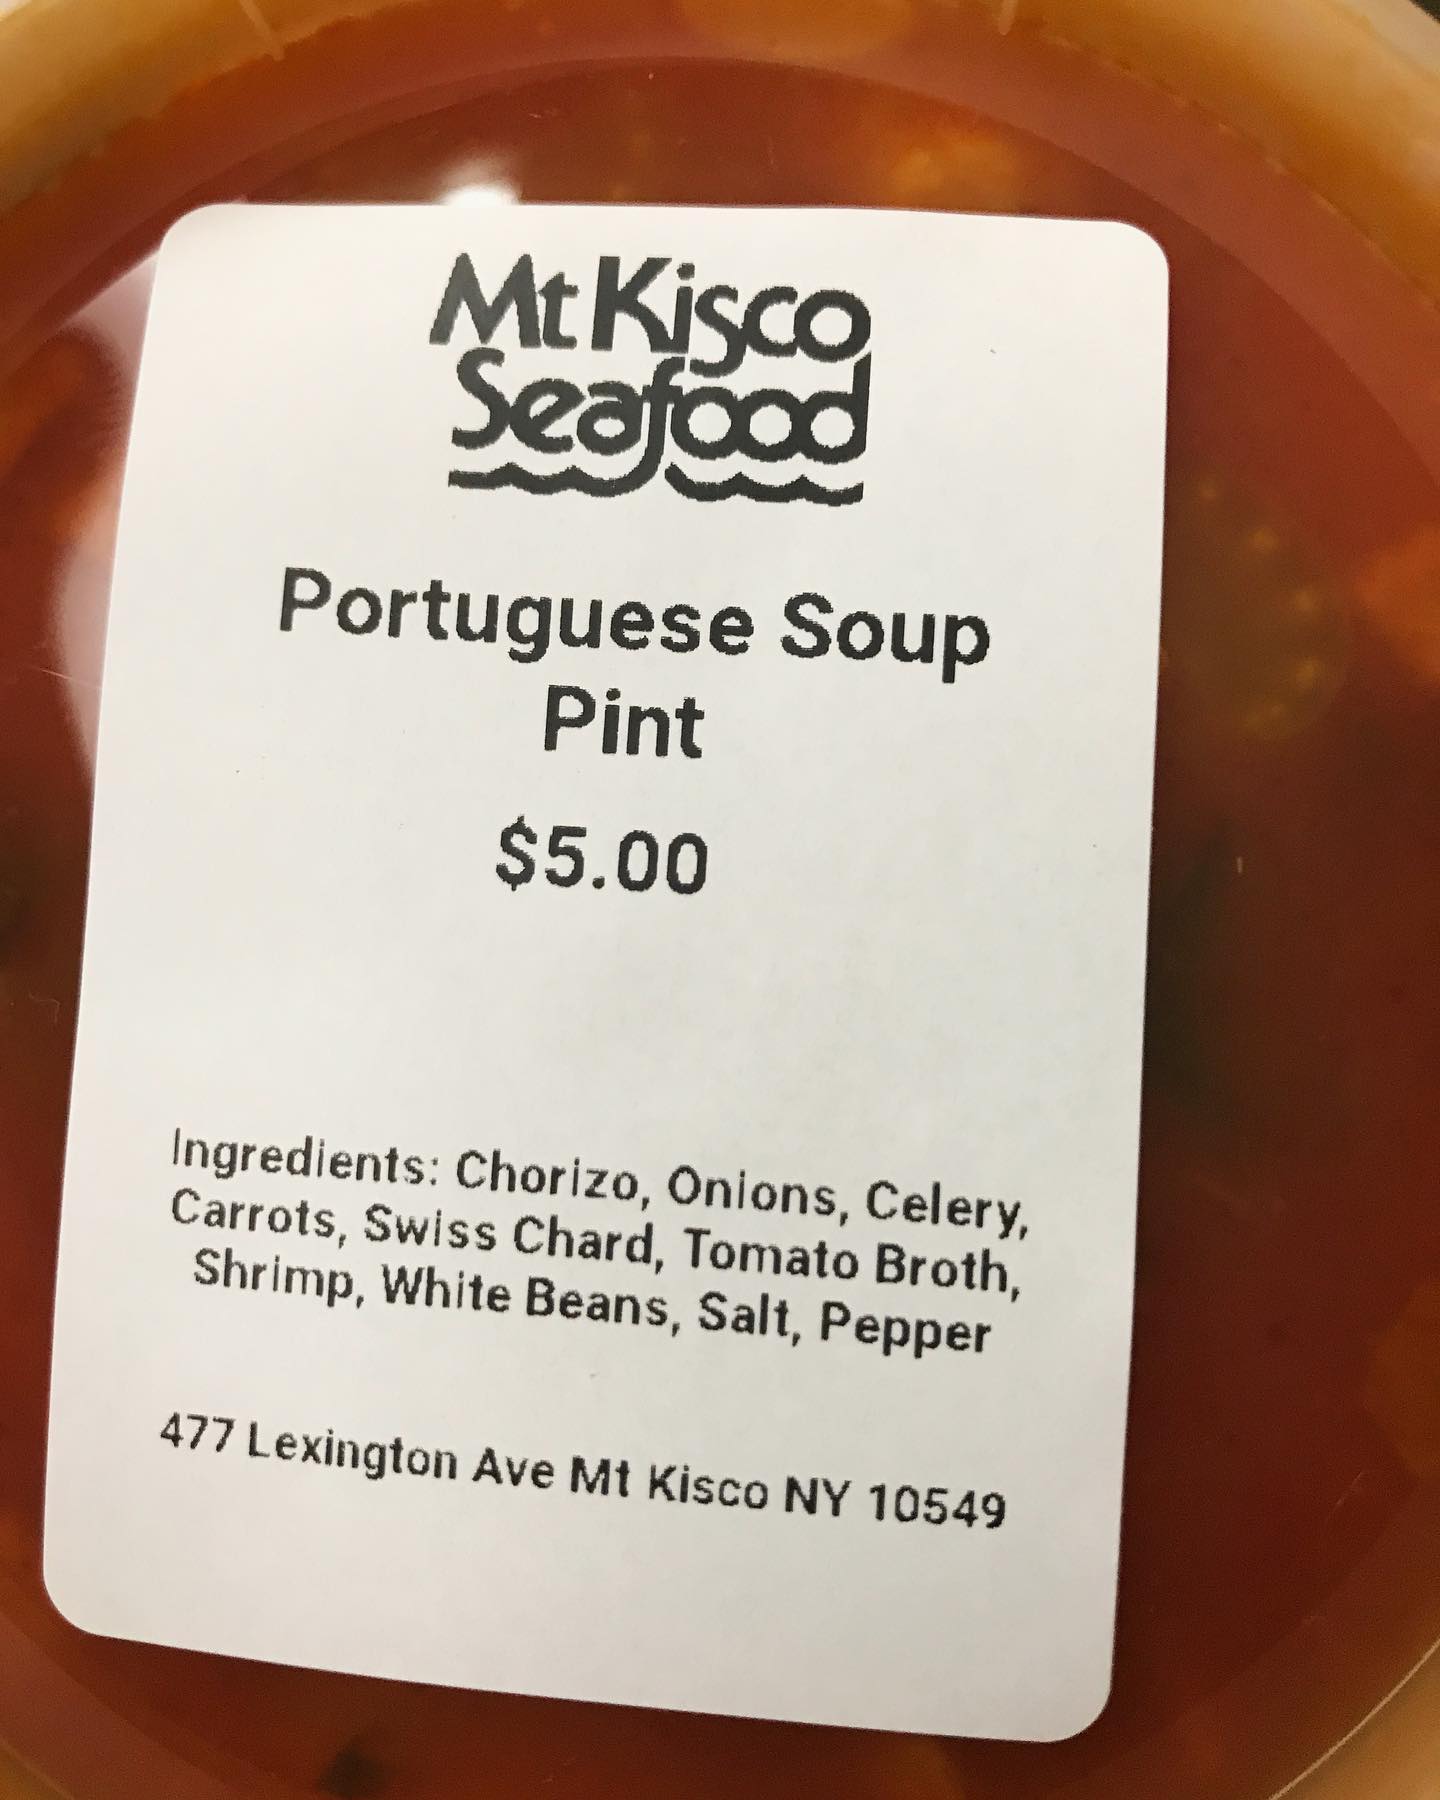 Mt Kisco
Seafood
Portuguese Soup
Pint
$5.00
Ingredients: Chorizo, Onions, Celery,
Carrots, Swiss Chard, Tomato Broth,
Shrimp, White Beans, Salt, Pepper
477 Lexington Ave Mt Kisco NY 10549